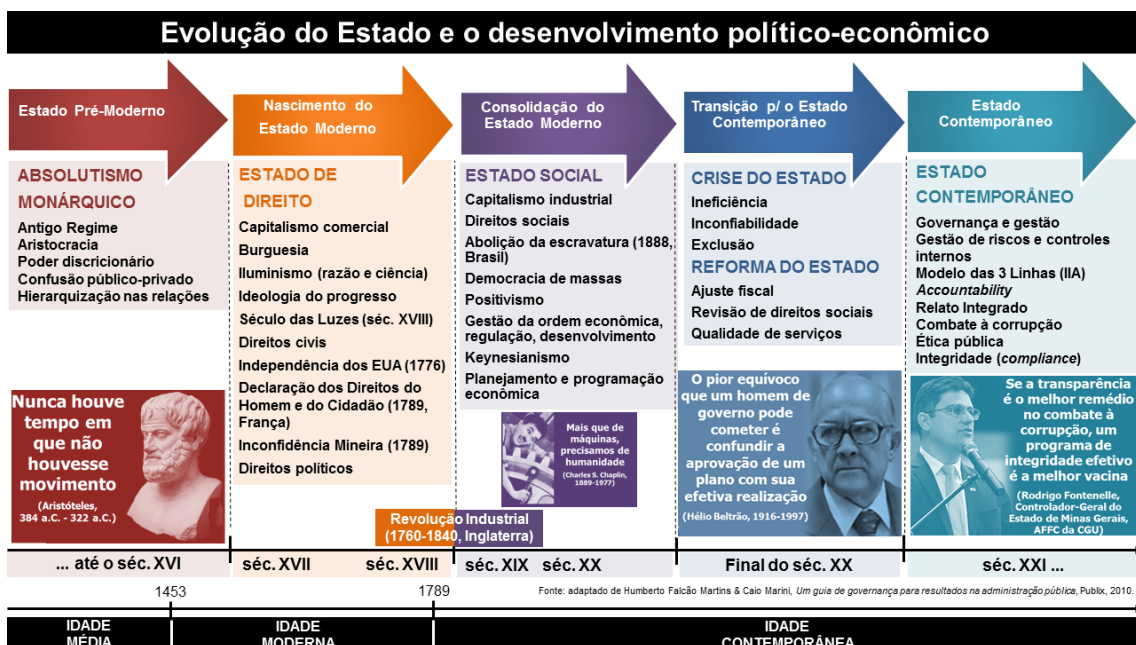 Evolução do Estado e o desenvolvimento político-econômico
Estado Pré-Moderno
ABSOLUTISMO
MONÁRQUICO
Antigo Regime
Aristocracia
Poder discricionário
Confusão público-privado
Hierarquização nas relações
Nunca houve
tempo em
que não
houvesse
movimento
(Aristóteles,
384 a.C. - 322 a.C.)
... até o séc. XVI
Nascimento do
Estado Moderno
ESTADO DE
DIREITO
Capitalismo comercial
Burguesia
Iluminismo (razão e ciência)
Ideologia do progresso
Século das Luzes (séc. XVIII)
Direitos civis
Independência dos EUA (1776)
Declaração dos Direitos do
Homem e do Cidadão (1789,
França)
Inconfidência Mineira (1789)
Direitos políticos
Revolução Industrial
(1760-1840, Inglaterra)
séc. XVII séc. XVIII
Consolidação do
Estado Moderno
ESTADO SOCIAL
Capitalismo industrial
Direitos sociais
Abolição da escravatura (1888,
Brasil)
Democracia de massas
Positivismo
Gestão da ordem econômica,
regulação, desenvolvimento
Keynesianismo
Planejamento e programação
econômica
Mais que de
máquinas,
precisamos de
humanidade
(Charles S. Chaplin,
1889-1977)
séc. XIX séc. XX
Transição p/ o Estado
Contemporâneo
CRISE DO ESTADO
Ineficiência
Inconfiabilidade
Exclusão
REFORMA DO ESTADO
Ajuste fiscal
Revisão de direitos sociais
Qualidade de serviços
O pior equívoco
que um homem de
governo pode
cometer é
confundir a
aprovação de um
plano com sua
efetiva realização
(Hélio Beltrão, 1916-1997)
Final do séc. XX
Estado
Contemporâneo
ESTADO
CONTEMPORÂNEO
Governança e gestão
Gestão de riscos e controles
internos
Modelo das 3 Linhas (IIA)
Accountability
Relato Integrado
Combate à corrupção
Ética pública
Integridade (compliance)
Se a transparência
é o melhor remédio
no combate à
corrupção, um
programa de
integridade efetivo
é a melhor vacina
(Rodrigo Fontenelle,
Controlador-Geral do
Estado de Minas Gerais,
AFFC da CGU)
séc. XXI ...
1453
1789
Fonte: adaptado de Humberto Falcão Martins & Caio Marini, Um guia de governança para resultados na administração pública, Publix, 2010.
IDADE
MÉDIA
IDADE
MODERNA
IDADE
CONTEMPORÂNEA